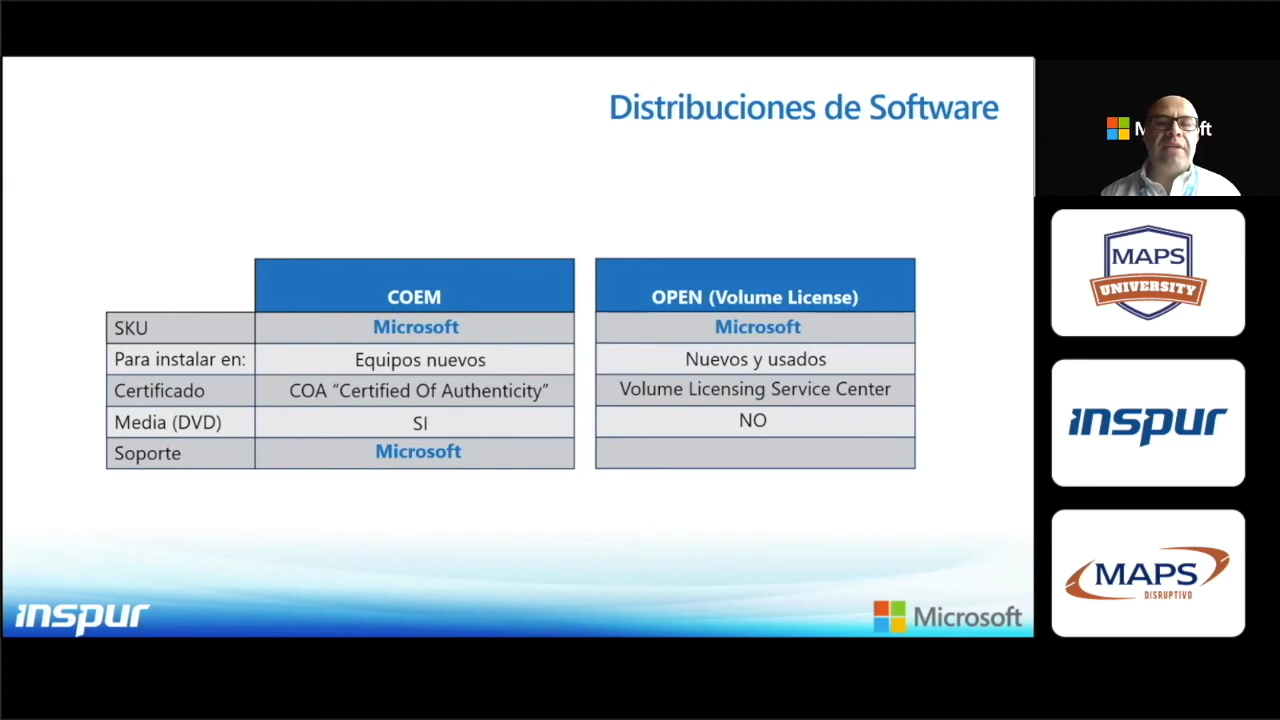 Distribuciones de Software
COEM
OPEN (Volume License)
SKU
Microsoft
Microsoft
Para instalar en:
Equipos nuevos
Nuevos y usados
Certificado
COA “Certified Of Authenticity”
Volume Licensing Service Center
Media (DVD)
SI
NO
Soporte
Microsoft
inspur
Microsoft
MAPS
UNIVERSITY
inspur
MAPS
DISRUPTIVO